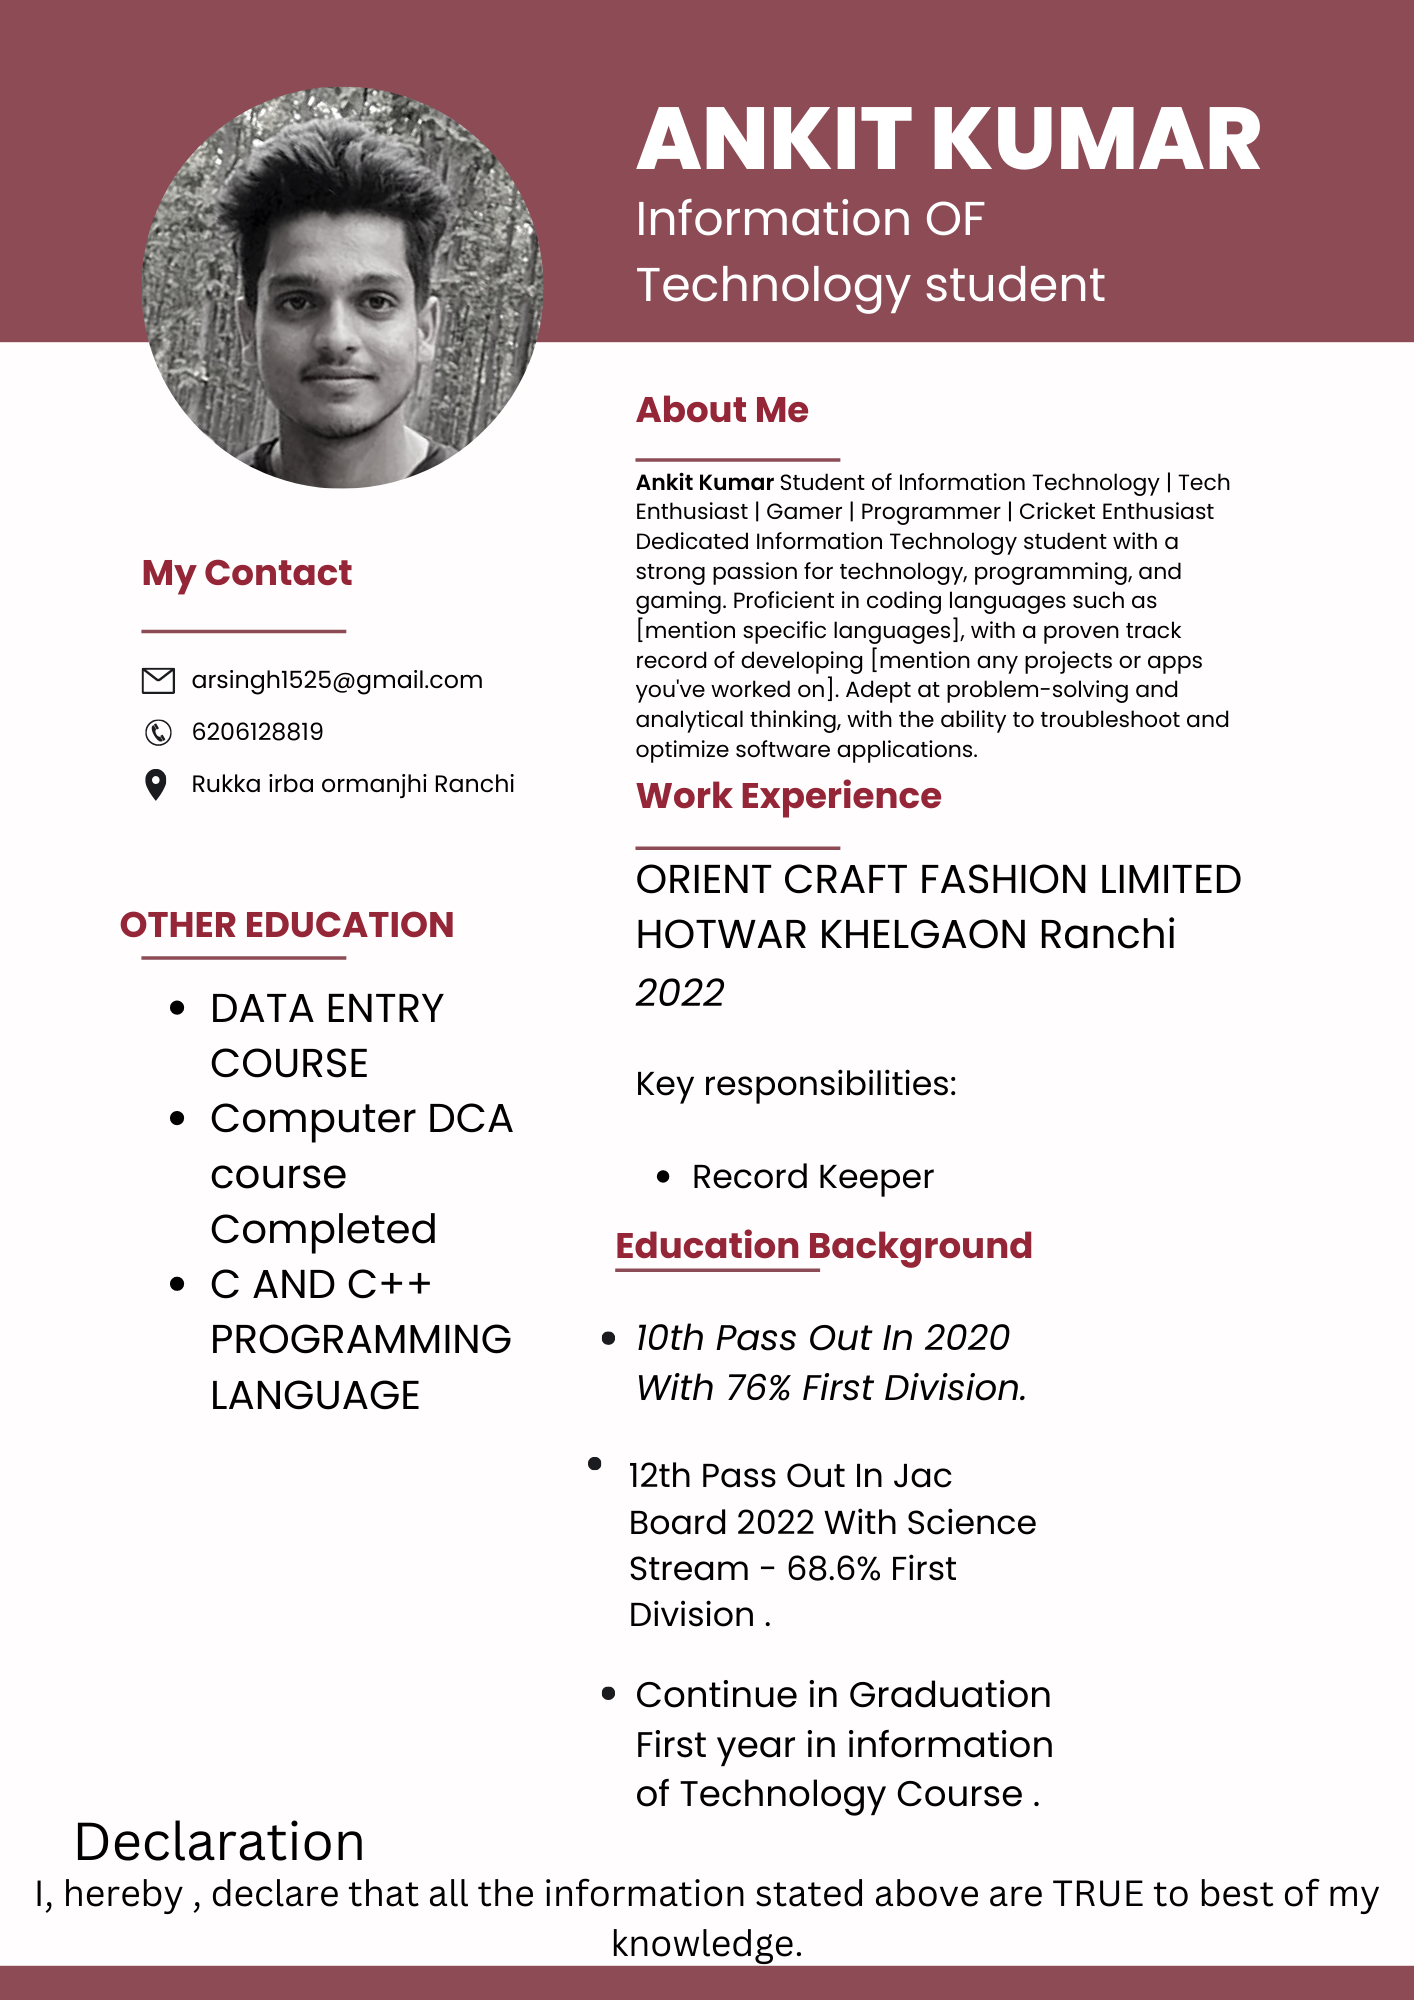 ANKIT KUMAR
Information OF
Technology student
About Me
Ankit Kumar Student of Information Technology | Tech
Enthusiast | Gamer | Programmer | Cricket Enthusiast
Dedicated Information Technology student with a
strong passion for technology, programming, and
gaming. Proficient in coding languages such as
[mention specific languages], with a proven track
record of developing [mention any projects or apps
you've worked on]. Adept at problem-solving and
analytical thinking, with the ability to troubleshoot and
optimize software applications.
My Contact
arsingh1525@gmail.com
6206128819
Rukka irba ormanjhi Ranchi
OTHER EDUCATION
• DATA ENTRY
COURSE
• Computer DCA
course
Completed
• C AND C++
PROGRAMMING
LANGUAGE
Work Experience
ORIENT CRAFT FASHION LIMITED
HOTWAR KHELGAON Ranchi
2022
Key responsibilities:
• Record Keeper
Education Background
• 10th Pass Out In 2020
With 76% First Division.
• 12th Pass Out In Jac
Board 2022 With Science
Stream - 68.6% First
Division .
• Continue in Graduation
First year in information
of Technology Course .
Declaration
I, hereby , declare that all the information stated above are TRUE to best of my
knowledge.